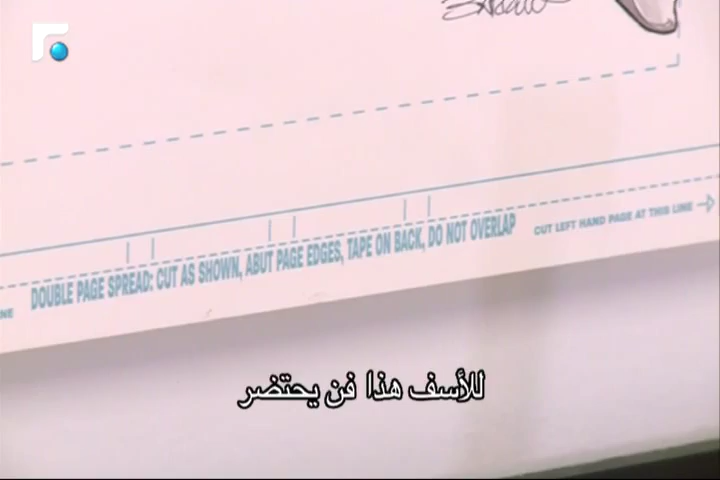 DOUBLE PAGE SPREAD: CUT AS SHOWN, ABUT PAGE EDGES, TAPE ON BACK, DO NOT OVERLAP
CUT LEFT HAND PAGE AT THIS LINE
NE
للأسف هذا فن يحتضر